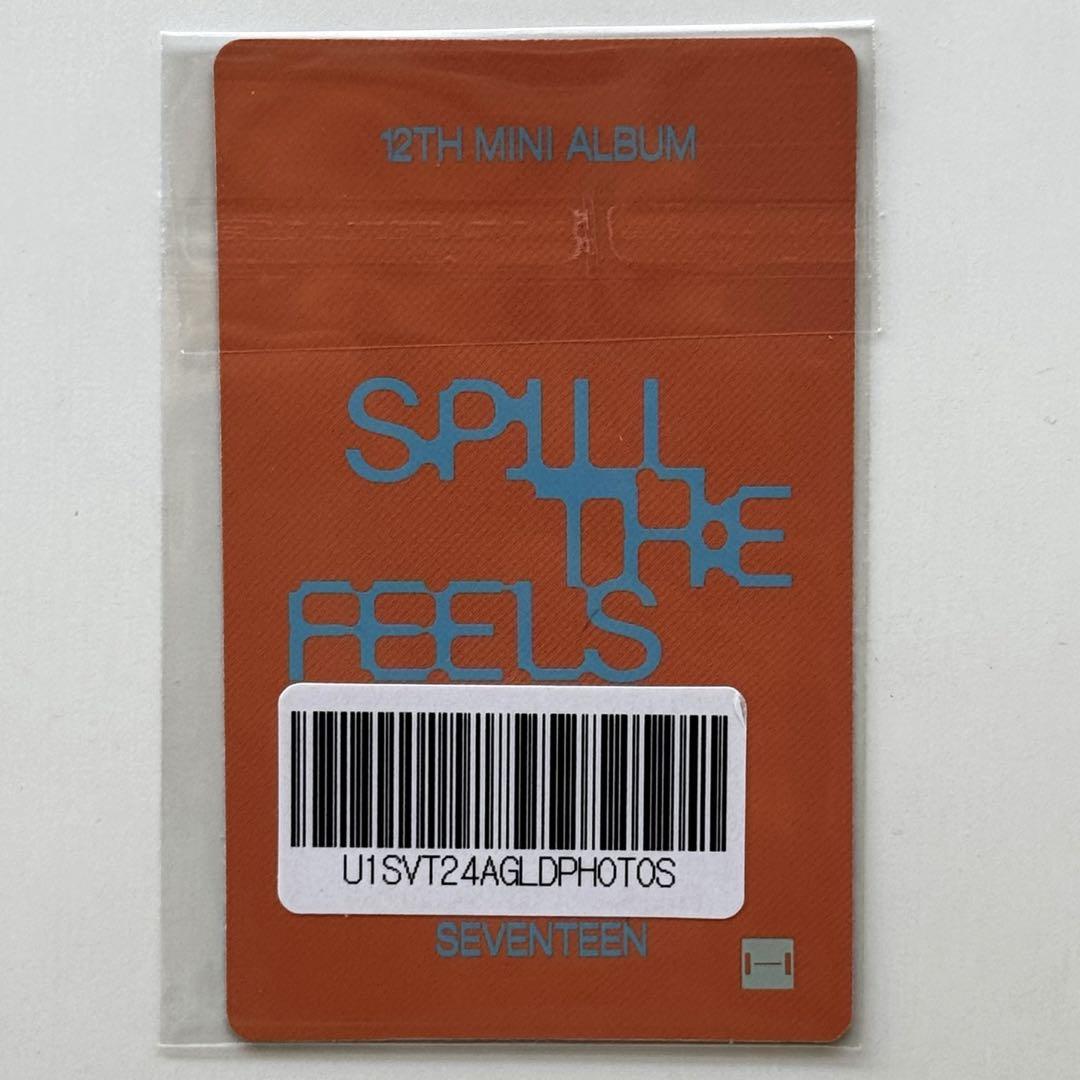 12TH MINI ALBUM
SPILL
THE
FEELS
U1SVT24AGLDPHOTOS
SEVENTEEN